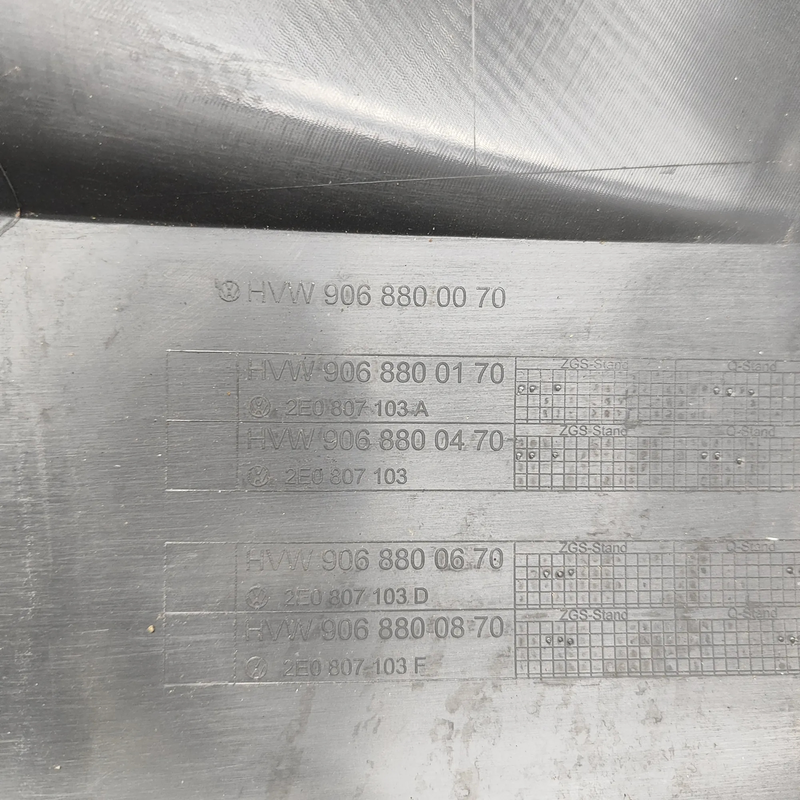 HVW 906 880 00 70
HVW 906 880 01 70
ZGS-Stand Q-Stand
2E0 807 103 A
HVW 906 880 04 70
ZGS-Stand Q-Stand
2E0 807 103
HVW 906 880 06 70
ZGS-Stand Q-Stand
2E0 807 103 D
HVW 906 880 08 70
ZGS-Stand Q-Stand
2E0 807 103 F